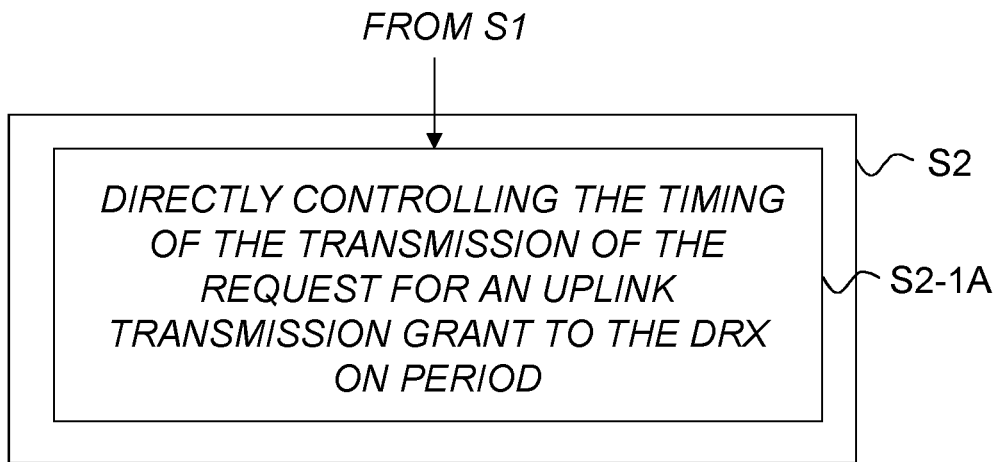 FROM S1
DIRECTLY CONTROLLING THE TIMING
OF THE TRANSMISSION OF THE
REQUEST FOR AN UPLINK
TRANSMISSION GRANT TO THE DRX
ON PERIOD
S2
S2-1A